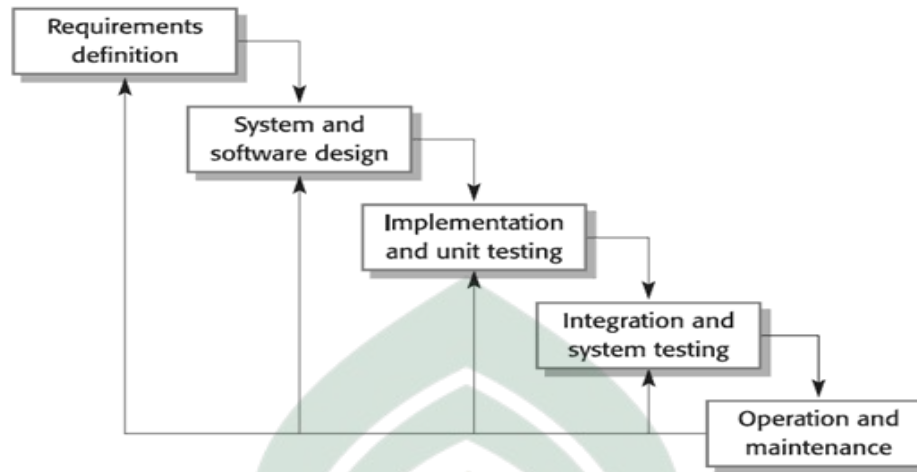 Requirements
definition
System and
software design
Implementation
and unit testing
Integration and
system testing
Operation and
maintenance